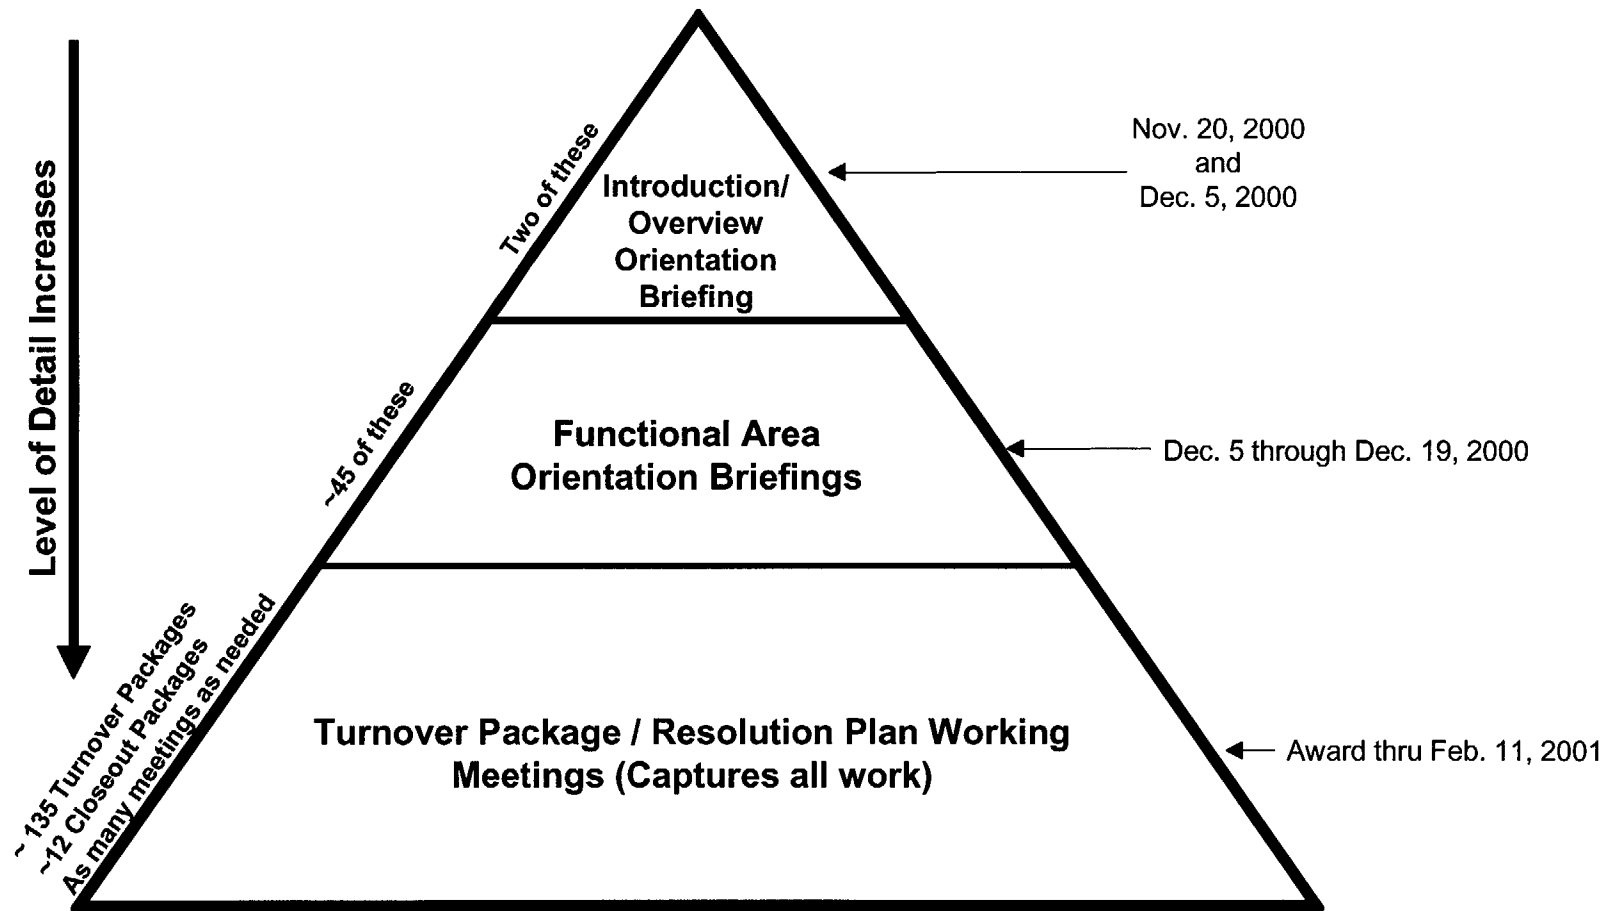 Level of Detail Increases
Two of these
Introduction/
Overview
Orientation
Briefing
Nov. 20, 2000
and
Dec. 5, 2000
~45 of these
Functional Area
Orientation Briefings
Dec. 5 through Dec. 19, 2000
~ 135 Turnover Packages
~12 Closeout Packages
As many meetings as needed
Turnover Package / Resolution Plan Working
Meetings (Captures all work)
Award thru Feb. 11, 2001